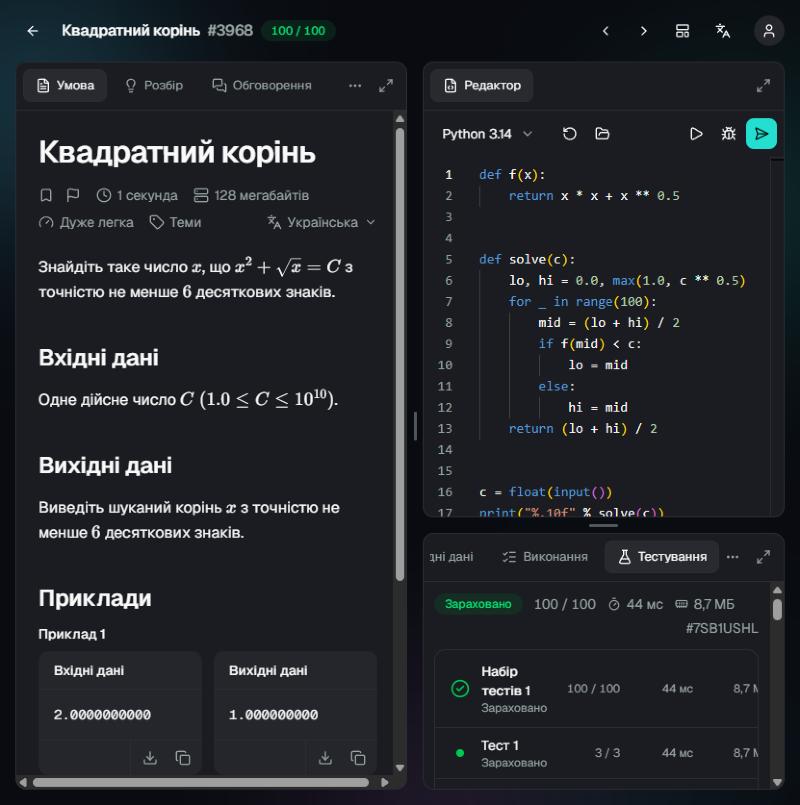 Квадратний корінь #3968 100 / 100
Умова Розбір Обговорення
Квадратний корінь
1 секунда 128 мегабайтів
Дуже легка Теми Українська
Знайдіть таке число x, що x² + √x = C з
точністю не менше 6 десяткових знаків.
Вхідні дані
Одне дійсне число C (1.0 ≤ C ≤ 10¹⁰).
Вихідні дані
Виведіть шуканий корінь x з точністю не
менше 6 десяткових знаків.
Приклади
Приклад 1
Вхідні дані Вихідні дані
2.0000000000 1.0000000000
Редактор
Python 3.14
1 def f(x):
2     return x * x + x ** 0.5
3
4
5 def solve(c):
6     lo, hi = 0.0, max(1.0, c ** 0.5)
7     for _ in range(100):
8         mid = (lo + hi) / 2
9         if f(mid) < c:
10             lo = mid
11         else:
12             hi = mid
13     return (lo + hi) / 2
14
15
16 c = float(input())
17 print("%.10f" % solve(c))
дні дані Виконання Тестування
Зараховано 100 / 100 44 мс 8,7 МБ
#7SB1USHL
Набір
тестів 1 100 / 100 44 мс 8,7
Зараховано
Тест 1 3 / 3 44 мс 8,7
Зараховано